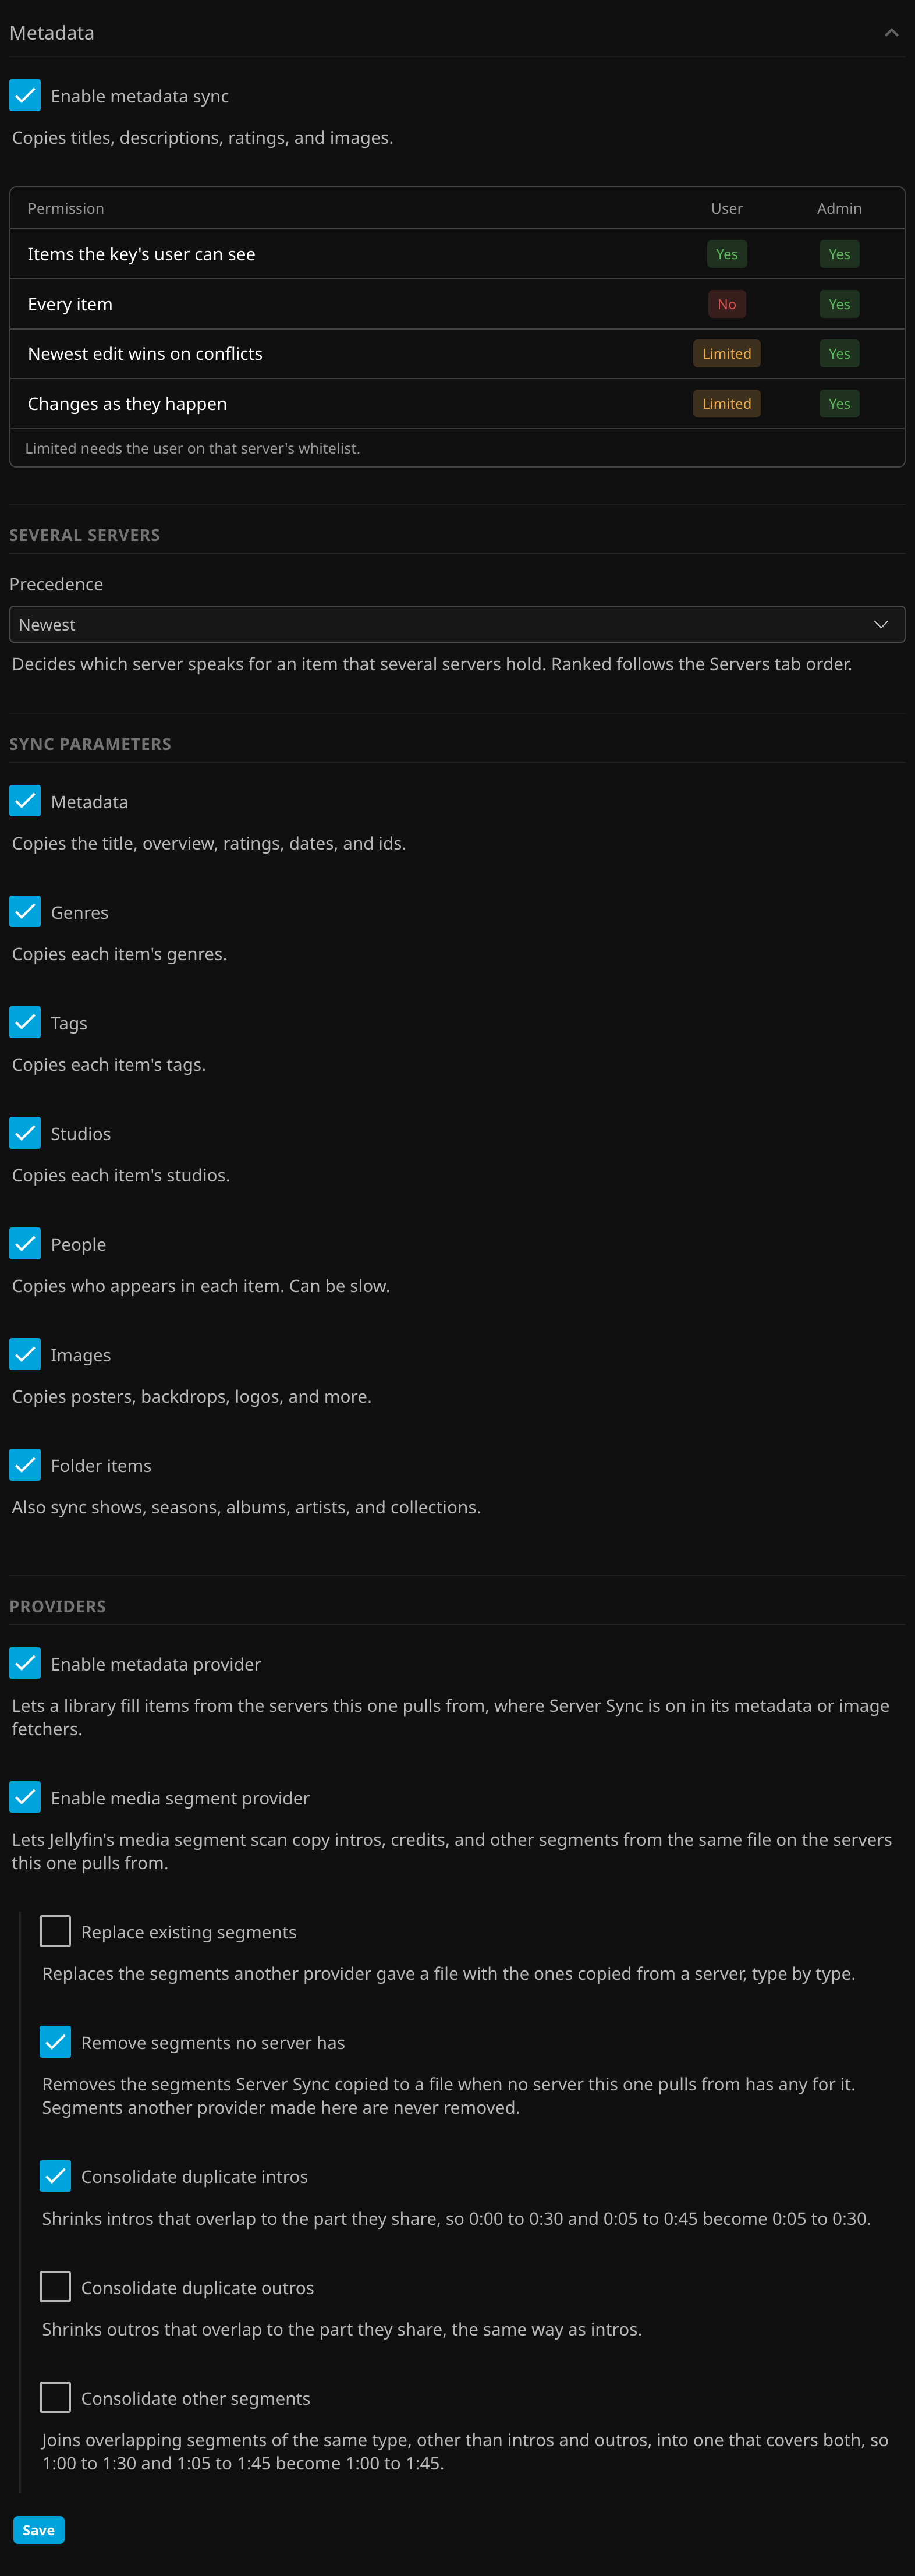 Metadata
Enable metadata sync
Copies titles, descriptions, ratings, and images.
Permission User Admin
Items the key's user can see Yes Yes
Every item No Yes
Newest edit wins on conflicts Limited Yes
Changes as they happen Limited Yes
Limited needs the user on that server's whitelist.
SEVERAL SERVERS
Precedence
Newest
Decides which server speaks for an item that several servers hold. Ranked follows the Servers tab order.
SYNC PARAMETERS
Metadata
Copies the title, overview, ratings, dates, and ids.
Genres
Copies each item's genres.
Tags
Copies each item's tags.
Studios
Copies each item's studios.
People
Copies who appears in each item. Can be slow.
Images
Copies posters, backdrops, logos, and more.
Folder items
Also sync shows, seasons, albums, artists, and collections.
PROVIDERS
Enable metadata provider
Lets a library fill items from the servers this one pulls from, where Server Sync is on in its metadata or image
fetchers.
Enable media segment provider
Lets Jellyfin's media segment scan copy intros, credits, and other segments from the same file on the servers
this one pulls from.
Replace existing segments
Replaces the segments another provider gave a file with the ones copied from a server, type by type.
Remove segments no server has
Removes the segments Server Sync copied to a file when no server this one pulls from has any for it.
Segments another provider made here are never removed.
Consolidate duplicate intros
Shrinks intros that overlap to the part they share, so 0:00 to 0:30 and 0:05 to 0:45 become 0:05 to 0:30.
Consolidate duplicate outros
Shrinks outros that overlap to the part they share, the same way as intros.
Consolidate other segments
Joins overlapping segments of the same type, other than intros and outros, into one that covers both, so
1:00 to 1:30 and 1:05 to 1:45 become 1:00 to 1:45.
Save